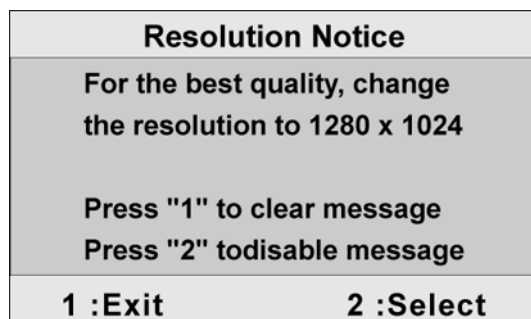 Resolution Notice
For the best quality, change
the resolution to 1280 x 1024
Press "1" to clear message
Press "2" todisable message
1 :Exit 2 :Select